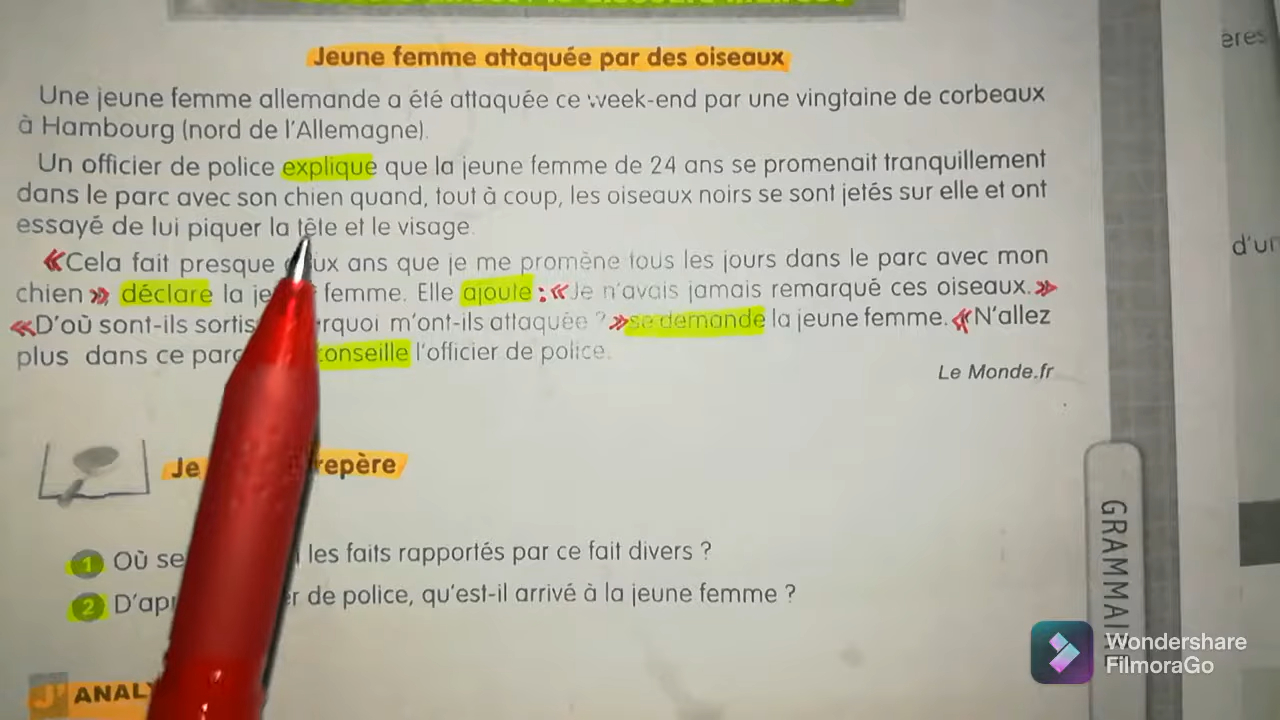 Jeune femme attaquée par des oiseaux
Une jeune femme allemande a été attaquée ce week-end par une vingtaine de corbeaux
à Hambourg (nord de l'Allemagne).
Un officier de police explique que la jeune femme de 24 ans se promenait tranquillement
dans le parc avec son chien quand, tout à coup, les oiseaux noirs se sont jetés sur elle et ont
essayé de lui piquer la tête et le visage.
«Cela fait presque ux ans que je me promène tous les jours dans le parc avec mon
chien» déclare la je femme. Elle ajoute :«Je n'avais jamais remarqué ces oiseaux.»
«D'où sont-ils sortis rquoi m'ont-ils attaquée ?» se demande la jeune femme. «N'allez
plus dans ce parc onseille l'officier de police.
Le Monde.fr
Je repère
1 Où se les faits rapportés par ce fait divers ?
2 D'apr er de police, qu'est-il arrivé à la jeune femme ?
J' ANALY
GRAMMAIRE
ères
d'un
Wondershare
FilmoraGo